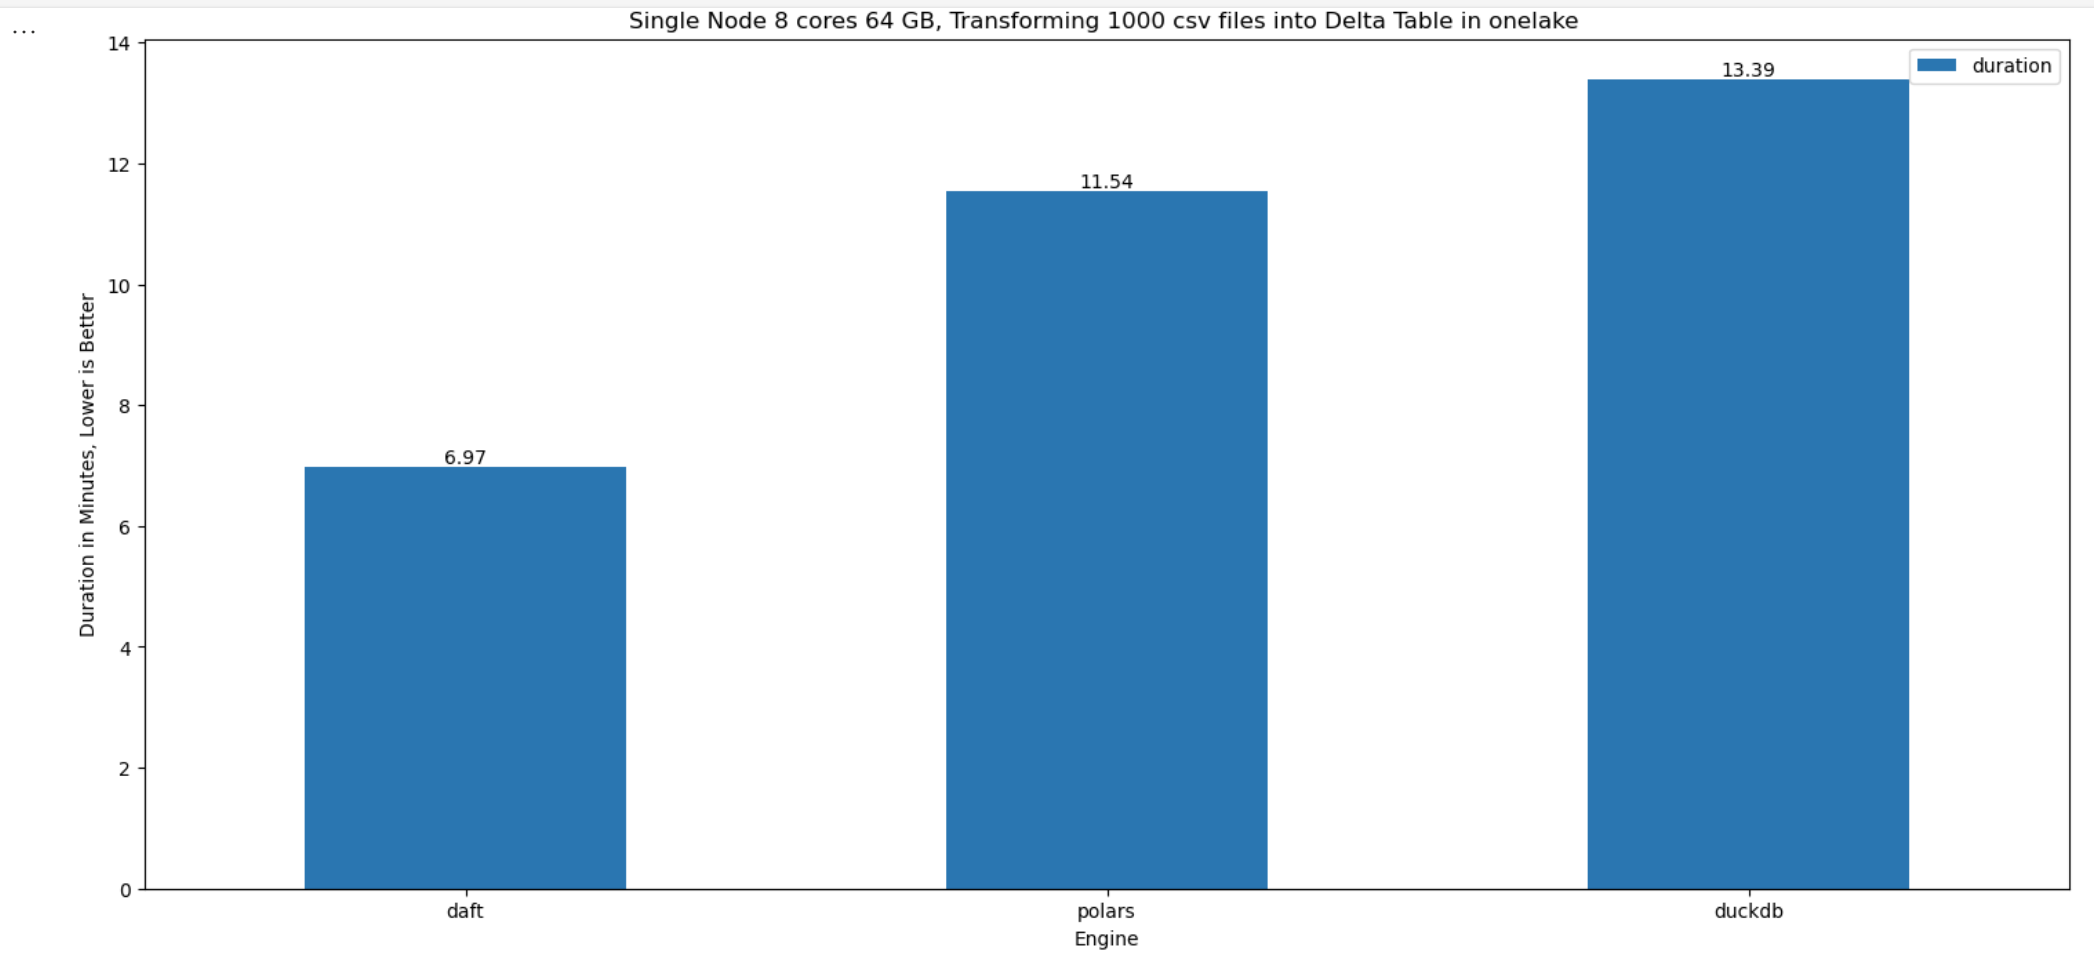 ...
Single Node 8 cores 64 GB, Transforming 1000 csv files into Delta Table in onelake
duration
14
12
10
8
6
4
2
0
Duration in Minutes, Lower is Better
6.97
11.54
13.39
daft
polars
duckdb
Engine